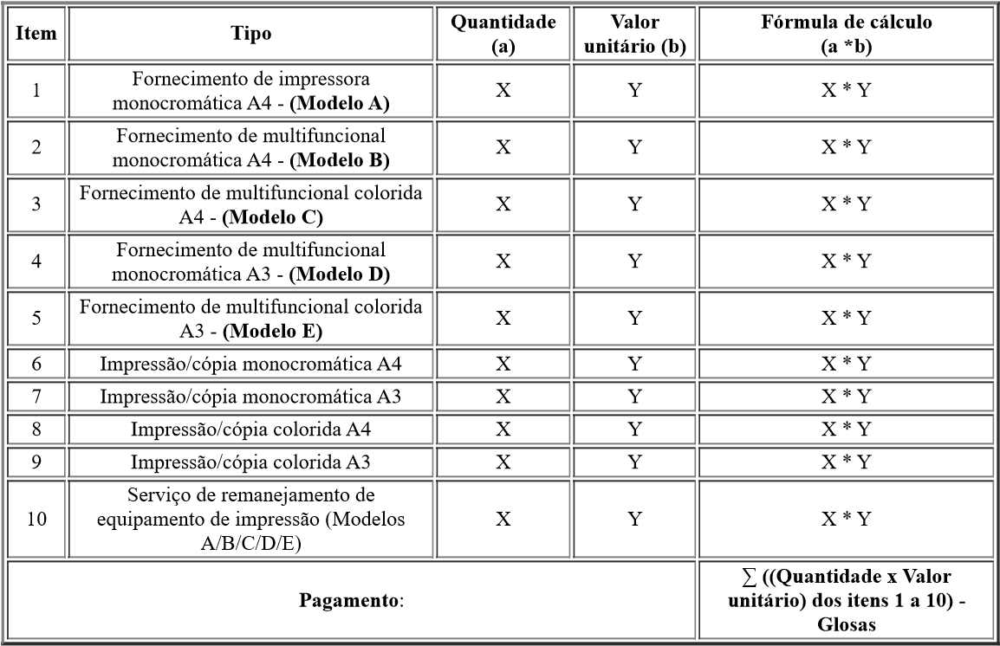 Item
Tipo
Quantidade
(a)
Valor
unitário (b)
Fórmula de cálculo
(a *b)
1
Fornecimento de impressora
monocromática A4 - (Modelo A)
X
Y
X * Y
2
Fornecimento de multifuncional
monocromática A4 - (Modelo B)
X
Y
X * Y
3
Fornecimento de multifuncional colorida
A4 - (Modelo C)
X
Y
X * Y
4
Fornecimento de multifuncional
monocromática A3 - (Modelo D)
X
Y
X * Y
5
Fornecimento de multifuncional colorida
A3 - (Modelo E)
X
Y
X * Y
6
Impressão/cópia monocromática A4
X
Y
X * Y
7
Impressão/cópia monocromática A3
X
Y
X * Y
8
Impressão/cópia colorida A4
X
Y
X * Y
9
Impressão/cópia colorida A3
X
Y
X * Y
10
Serviço de remanejamento de
equipamento de impressão (Modelos
A/B/C/D/E)
X
Y
X * Y
Pagamento:
∑ ((Quantidade x Valor
unitário) dos itens 1 a 10) -
Glosas